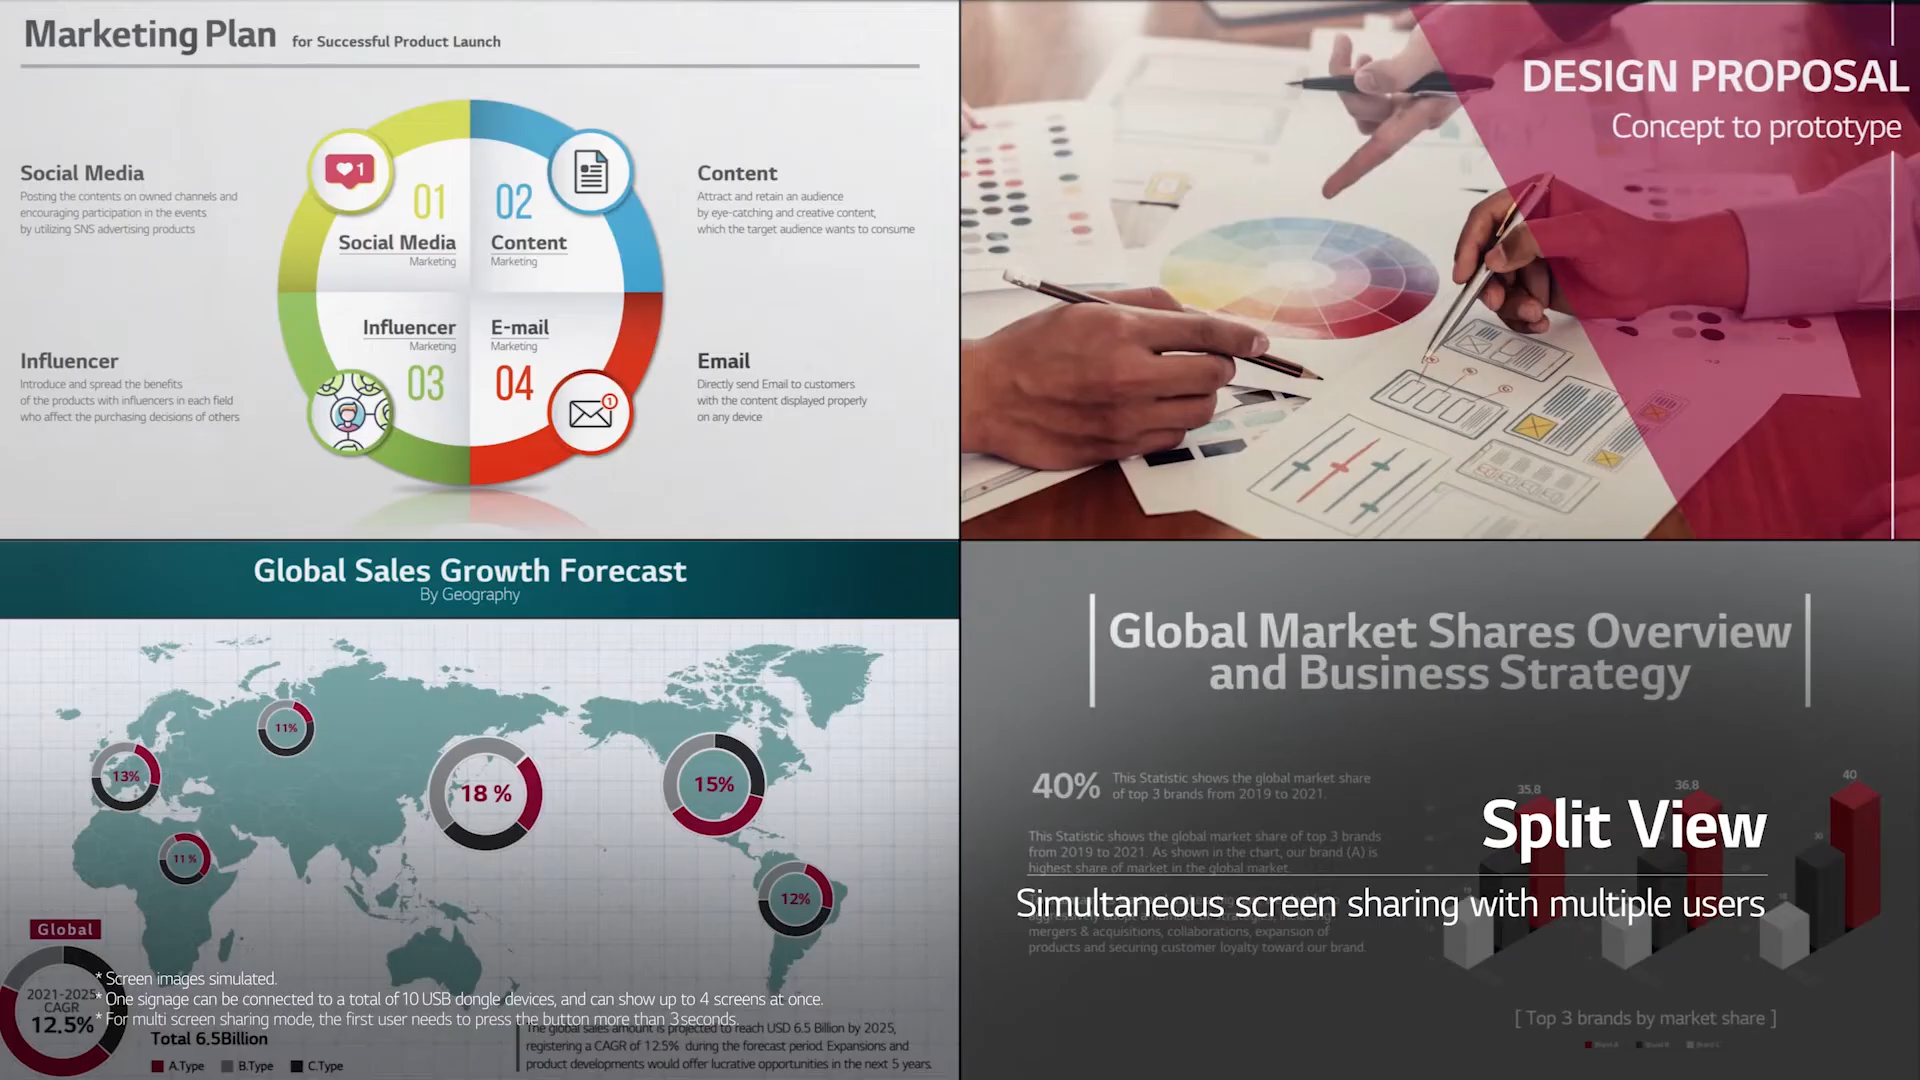 Marketing Plan for Successful Product Launch
Social Media
Posting the contents on owned channels and
encouraging participation in the events
by utilizing SNS advertising products
1
01
02
Social Media
Marketing
Content
Marketing
Content
Attract and retain an audience
by eye-catching and creative content,
which the target audience wants to consume
Influencer
Marketing
E-mail
Marketing
03
04
1
Influencer
Introduce and spread the benefits
of the products with influencers in each field
who affect the purchasing decisions of others
Email
Directly send Email to customers
with the content displayed properly
on any device
DESIGN PROPOSAL
Concept to prototype
Global Sales Growth Forecast
By Geography
11%
13%
18 %
15%
11 %
12%
Global
2021-2025
CAGR
12.5%
* Screen images simulated.
* One signage can be connected to a total of 10 USB dongle devices, and can show up to 4 screens at once.
* For multi screen sharing mode, the first user needs to press the button more than 3 seconds.
Total 6.5Billion
A.Type B.Type C.Type
The global sales amount is projected to reach USD 6.5 Billion by 2025,
registering a CAGR of 12.5% during the forecast period. Expansions and
product developments would offer lucrative opportunities in the next 5 years.
Global Market Shares Overview
and Business Strategy
40%
This Statistic shows the global market share
of top 3 brands from 2019 to 2021.
This Statistic shows the global market share of top 3 brands
from 2019 to 2021. As shown in the chart, our brand (A) is
highest share of market in the global market.
mergers & acquisitions, collaborations, expansion of
products and securing customer loyalty toward our brand.
35,8
36,8
40
30
Split View
Simultaneous screen sharing with multiple users
[ Top 3 brands by market share ]